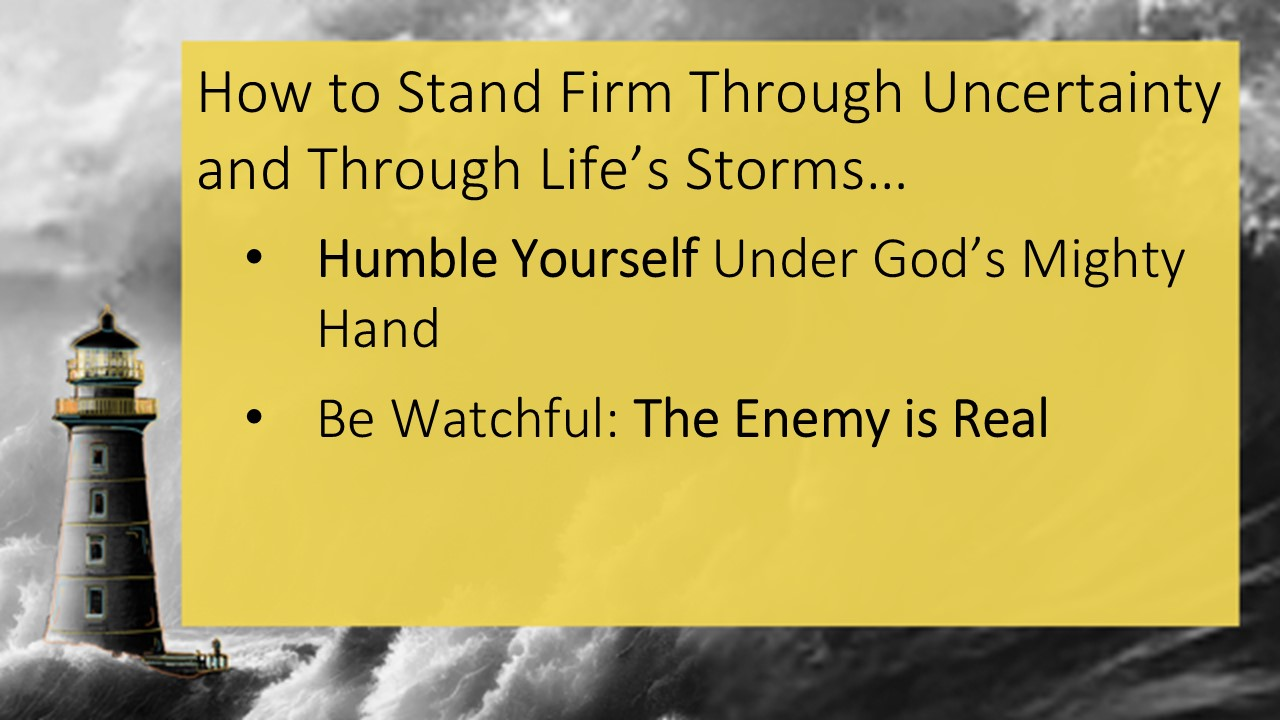 How to Stand Firm Through Uncertainty
and Through Life’s Storms…
• Humble Yourself Under God’s Mighty
Hand
• Be Watchful: The Enemy is Real